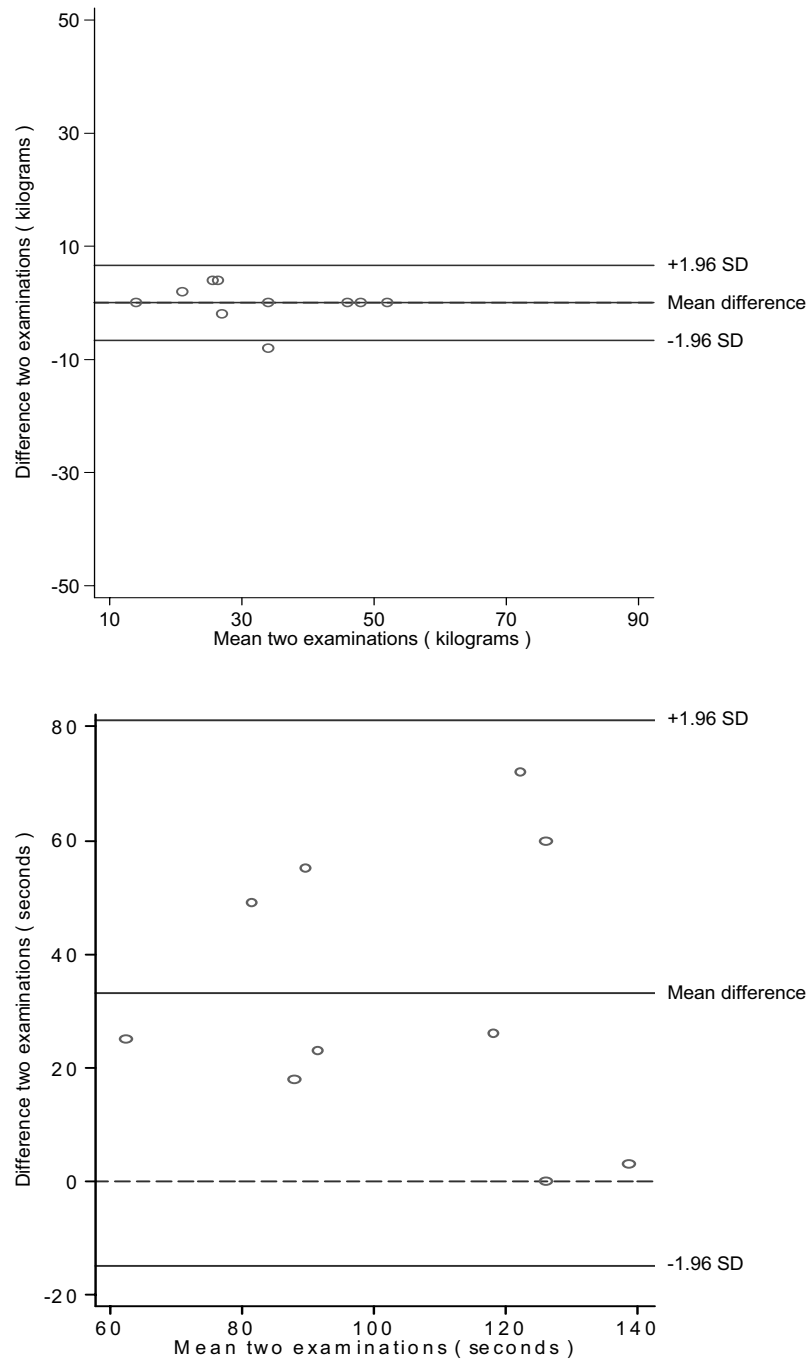 50
30
10
-10
-30
-50
Difference two examinations ( kilograms )
+1.96 SD
Mean difference
-1.96 SD
10 30 50 70 90
Mean two examinations ( kilograms )
80
60
40
20
0
-20
Difference two examinations ( seconds )
+1.96 SD
Mean difference
-1.96 SD
60 80 100 120 140
Mean two examinations ( seconds )